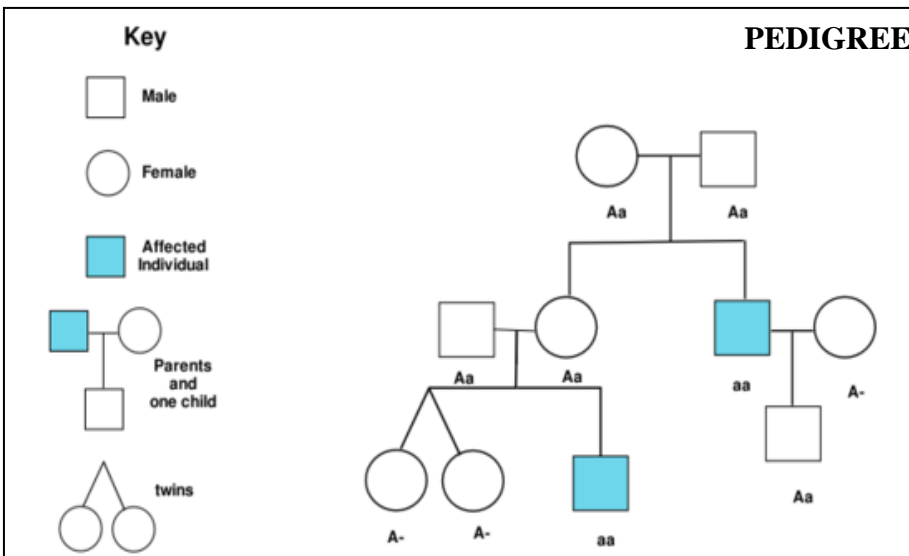 Key
PEDIGREE
Male
Female
Affected
Individual
Parents
and
one child
twins
Aa
Aa
Aa
Aa
aa
A-
Aa
A-
A-
aa